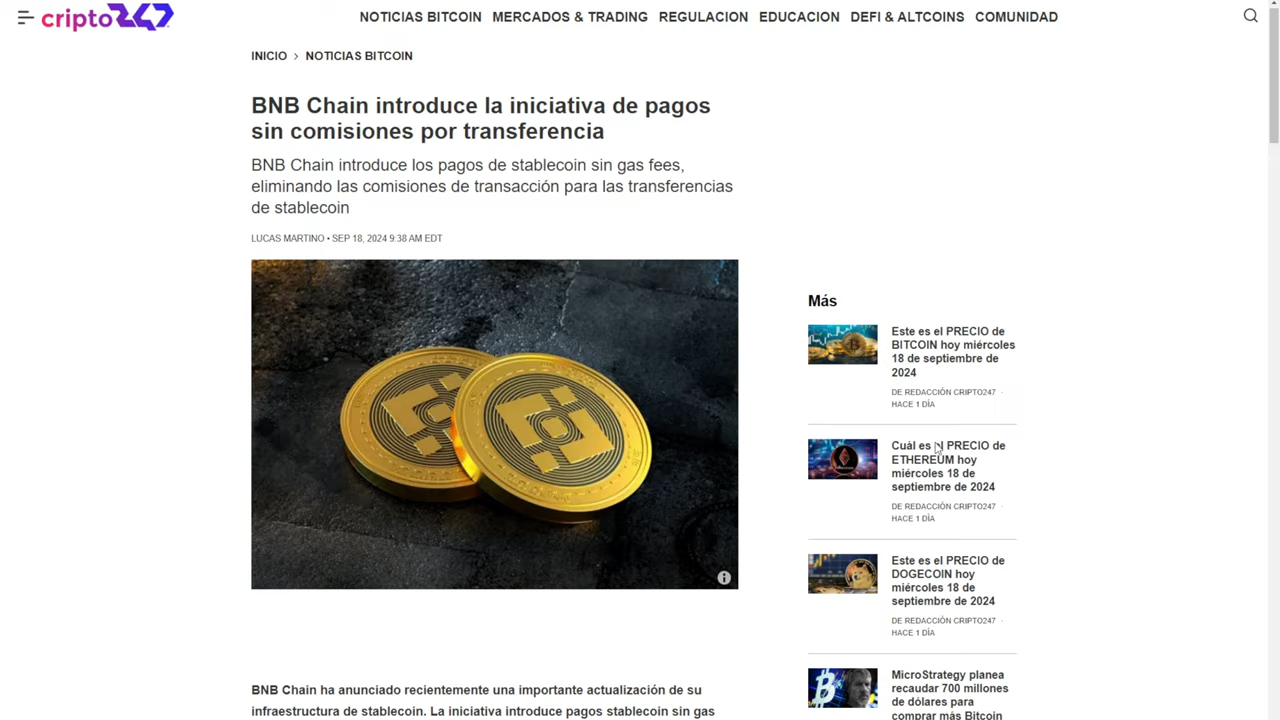 cripto247
NOTICIAS BITCOIN MERCADOS & TRADING REGULACION EDUCACION DEFI & ALTCOINS COMUNIDAD
INICIO > NOTICIAS BITCOIN
BNB Chain introduce la iniciativa de pagos
sin comisiones por transferencia
BNB Chain introduce los pagos de stablecoin sin gas fees,
eliminando las comisiones de transacción para las transferencias
de stablecoin
LUCAS MARTINO • SEP 18, 2024 9:38 AM EDT
BNB Chain ha anunciado recientemente una importante actualización de su
infraestructura de stablecoin. La iniciativa introduce pagos stablecoin sin gas
Más
Este es el PRECIO de
BITCOIN hoy miércoles
18 de septiembre de
2024
DE REDACCIÓN CRIPTO247 ·
HACE 1 DÍA
Cuál es el PRECIO de
ETHEREUM hoy
miércoles 18 de
septiembre de 2024
DE REDACCIÓN CRIPTO247 ·
HACE 1 DÍA
Este es el PRECIO de
DOGECOIN hoy
miércoles 18 de
septiembre de 2024
DE REDACCIÓN CRIPTO247 ·
HACE 1 DÍA
MicroStrategy planea
recaudar 700 millones
de dólares para
comprar más Bitcoin